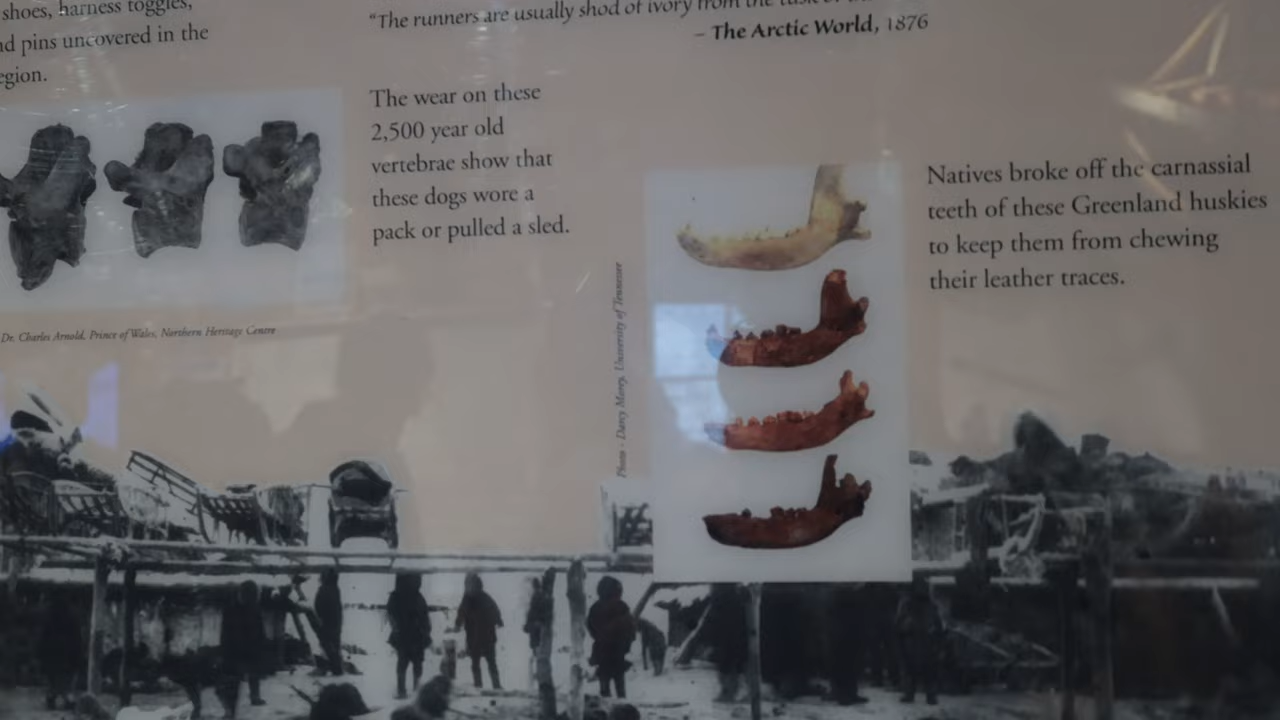 shoes, harness toggles,
nd pins uncovered in the
egion.
"The runners are usually shod of ivory from the tusk of
– The Arctic World, 1876
The wear on these
2,500 year old
vertebrae show that
these dogs wore a
pack or pulled a sled.
Natives broke off the carnassial
teeth of these Greenland huskies
to keep them from chewing
their leather traces.
Dr. Charles Arnold, Prince of Wales, Northern Heritage Centre
Photo - Darcy Morey, University of Tennessee